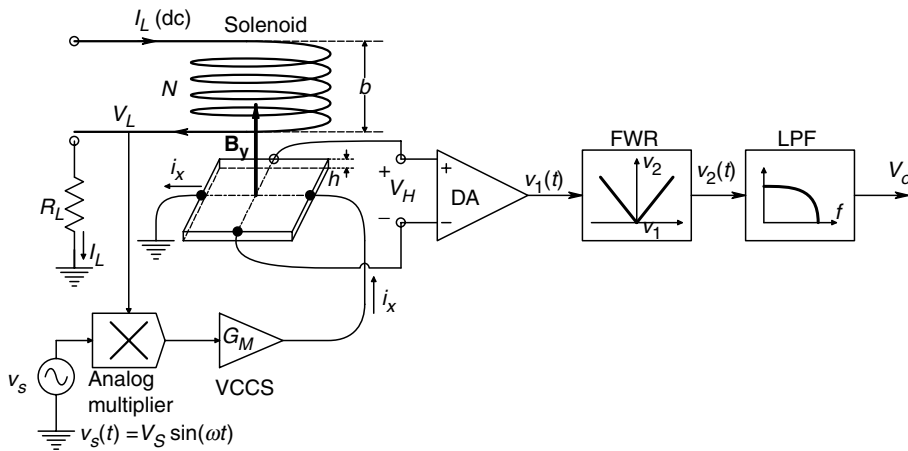 I_L (dc)
Solenoid
N
b
V_L
B_y
h
i_x
R_L
I_L
+
V_H
−
+
DA
−
v_1(t)
FWR
v_2
v_1
v_2(t)
LPF
f
V_o
i_x
v_s
Analog
multiplier
G_M
VCCS
v_s(t) = V_S sin(ωt)